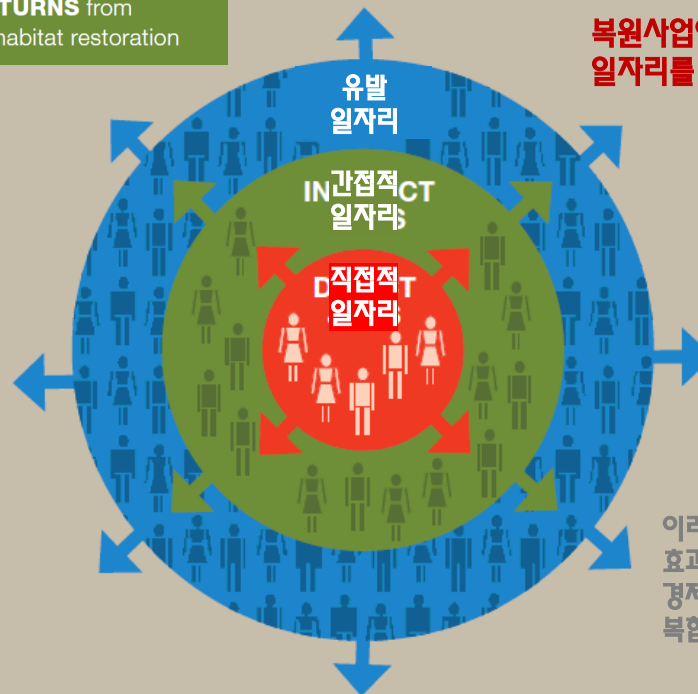 TURNS from
habitat restoration
복원사업
일자리를
유발
일자리
간접적
일자리
직접적
일자리
이러
효과
경제
복합